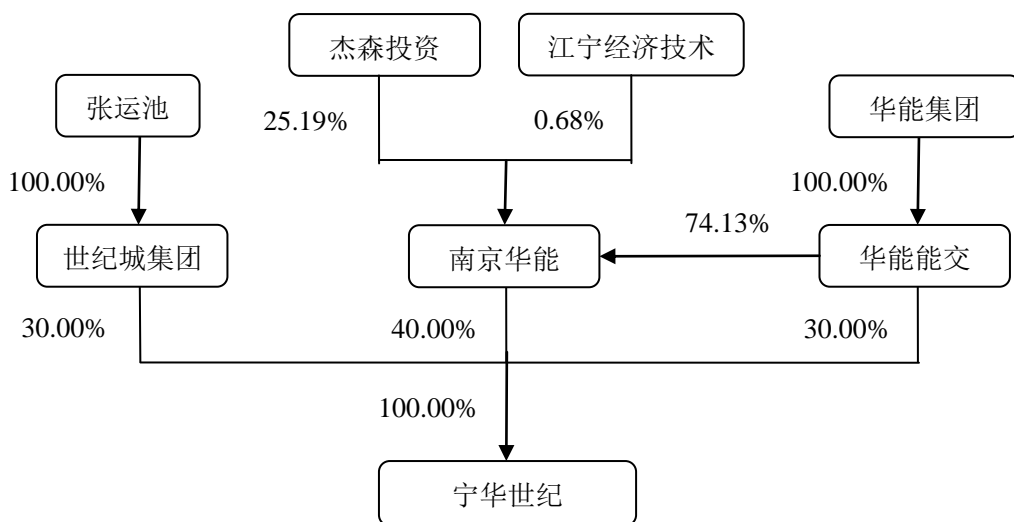 杰森投资
江宁经济技术
张运池
华能集团
25.19%
0.68%
100.00%
100.00%
74.13%
世纪城集团
南京华能
华能能交
30.00%
40.00%
30.00%
100.00%
宁华世纪